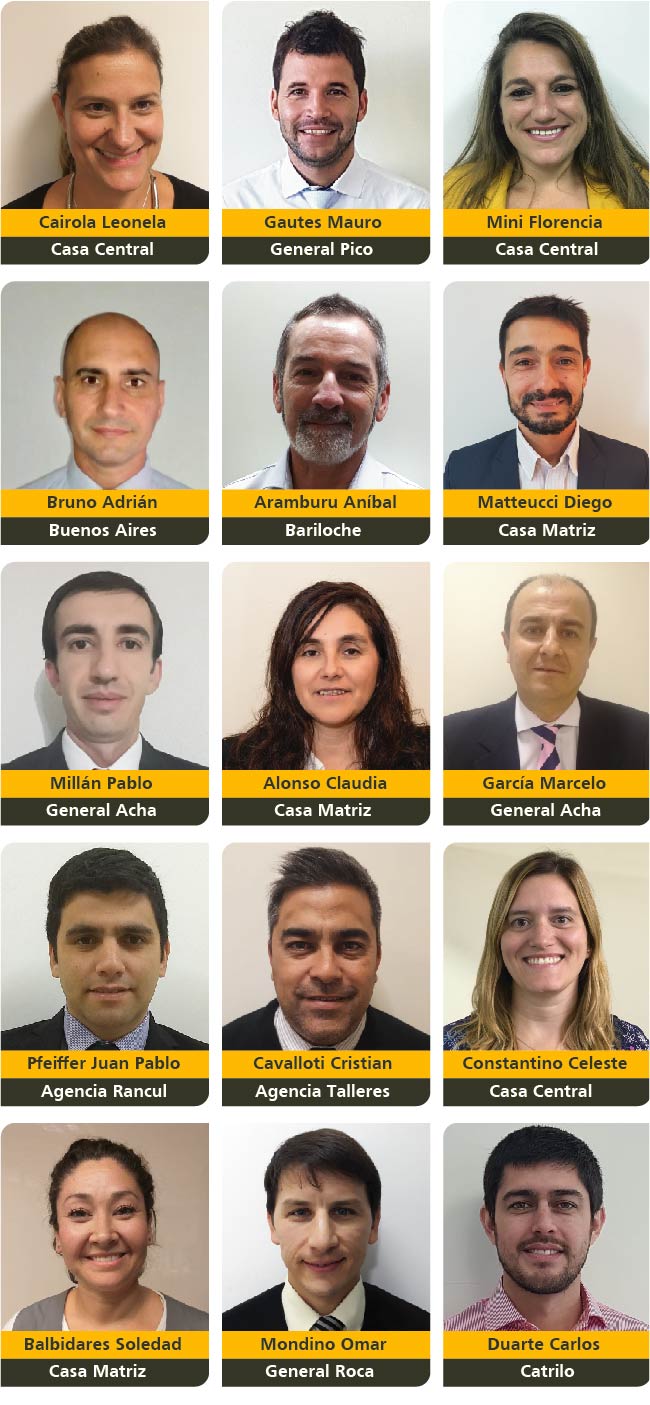 Cairola Leonela
Casa Central
Gautes Mauro
General Pico
Mini Florencia
Casa Central
Bruno Adrián
Buenos Aires
Aramburu Aníbal
Bariloche
Matteucci Diego
Casa Matriz
Millán Pablo
General Acha
Alonso Claudia
Casa Matriz
García Marcelo
General Acha
Pfeiffer Juan Pablo
Agencia Rancul
Cavalloti Cristian
Agencia Talleres
Constantino Celeste
Casa Central
Balbidares Soledad
Casa Matriz
Mondino Omar
General Roca
Duarte Carlos
Catrilo